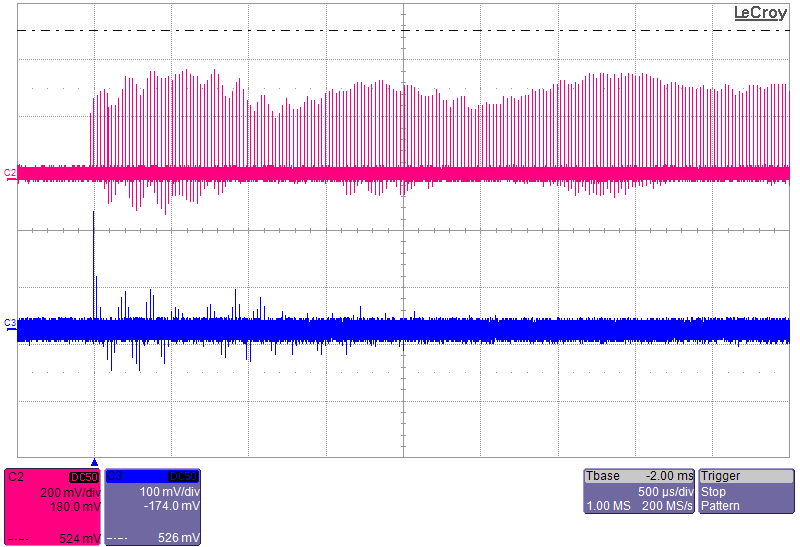 LeCroy
C2
C3
C2 DC50
200 mV/div
180.0 mV
524 mV
C3 DC50
100 mV/div
-174.0 mV
526 mV
Tbase -2.00 ms
500 µs/div
1.00 MS 200 MS/s
Trigger
Stop
Pattern